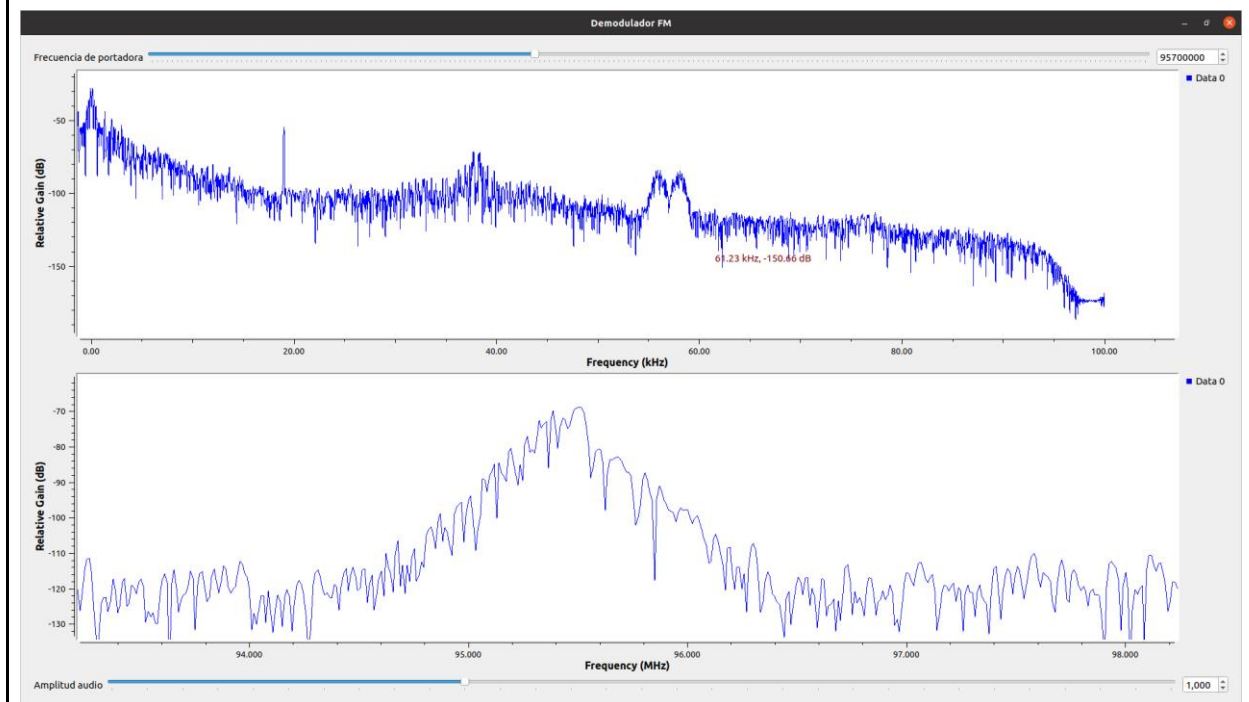 Demodulador FM
Frecuencia de portadora
95700000
Data 0
-50
-100
-150
Relative Gain (dB)
61.23 kHz, -150.66 dB
0.00 20.00 40.00 60.00 80.00 100.00
Frequency (kHz)
Data 0
-70
-80
-90
-100
-110
-120
-130
Relative Gain (dB)
94.000 95.000 96.000 97.000 98.000
Frequency (MHz)
Amplitud audio
1,000